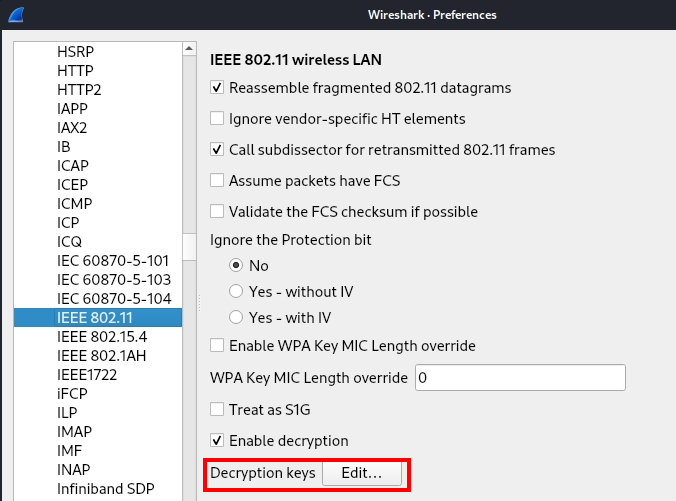 Wireshark · Preferences
HSRP
HTTP
HTTP2
IAPP
IAX2
IB
ICAP
ICEP
ICMP
ICP
ICQ
IEC 60870-5-101
IEC 60870-5-103
IEC 60870-5-104
IEEE 802.11
IEEE 802.15.4
IEEE 802.1AH
IEEE1722
iFCP
ILP
IMAP
IMF
INAP
Infiniband SDP
IEEE 802.11 wireless LAN
Reassemble fragmented 802.11 datagrams
Ignore vendor-specific HT elements
Call subdissector for retransmitted 802.11 frames
Assume packets have FCS
Validate the FCS checksum if possible
Ignore the Protection bit
No
Yes - without IV
Yes - with IV
Enable WPA Key MIC Length override
WPA Key MIC Length override 0
Treat as S1G
Enable decryption
Decryption keys Edit…